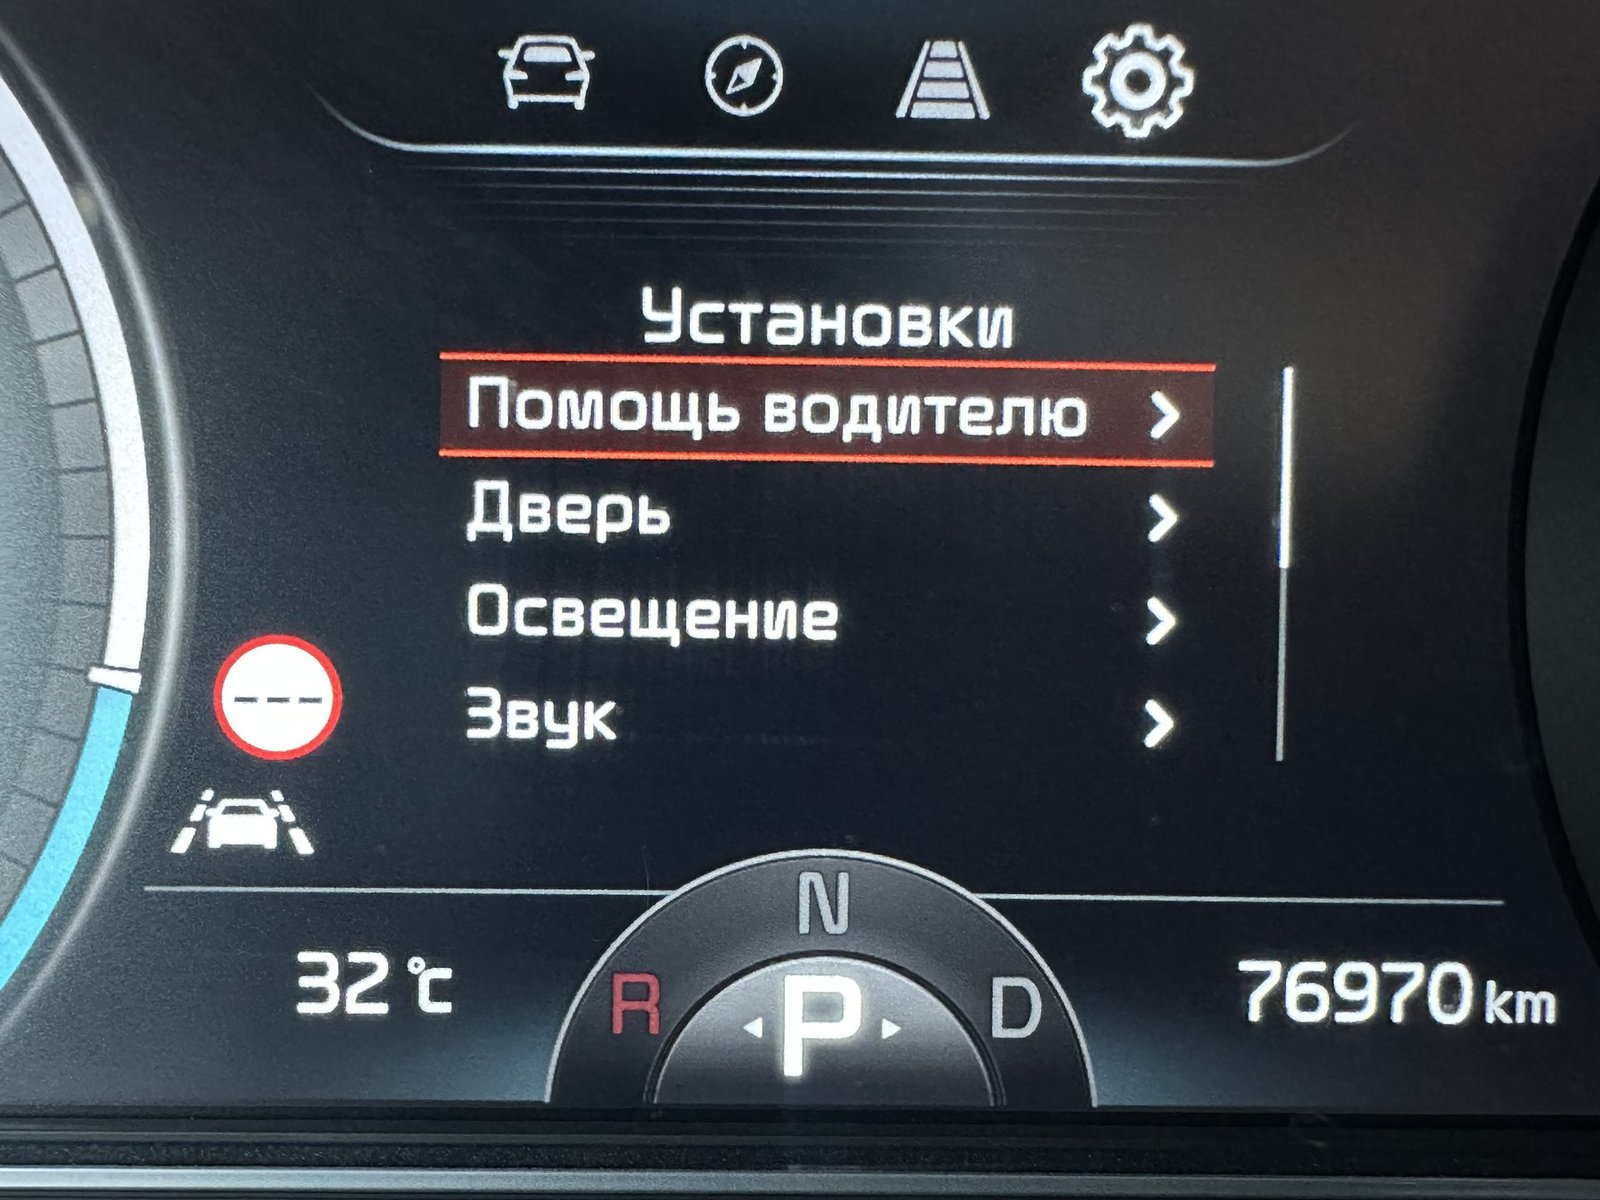 Установки
Помощь водителю
Дверь
Освещение
Звук
---
N
R P D
32 °C
76970 km